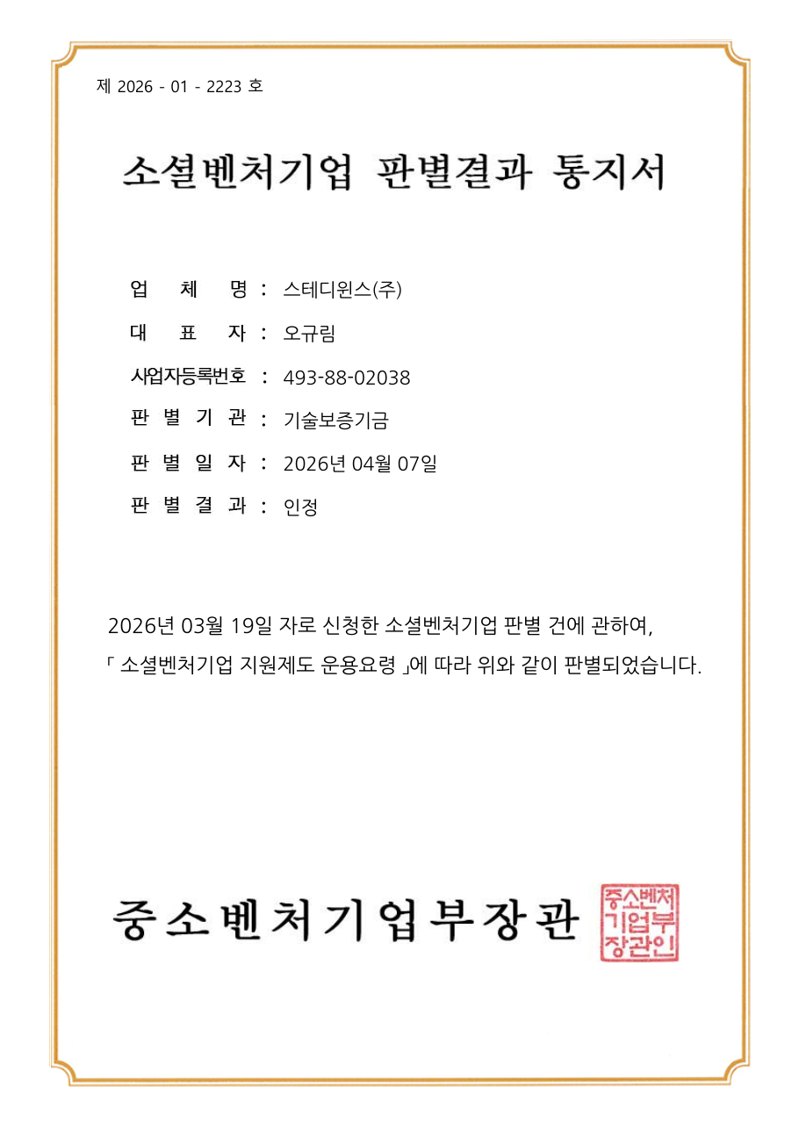 제 2026 - 01 - 2223 호
소셜벤처기업 판별결과 통지서
업 체 명 : 스테디윈스(주)
대 표 자 : 오규림
사업자등록번호 : 493-88-02038
판 별 기 관 : 기술보증기금
판 별 일 자 : 2026년 04월 07일
판 별 결 과 : 인정
2026년 03월 19일 자로 신청한 소셜벤처기업 판별 건에 관하여,
「 소셜벤처기업 지원제도 운용요령 」에 따라 위와 같이 판별되었습니다.
중소벤처기업부장관
중소벤처
기업부
장관인